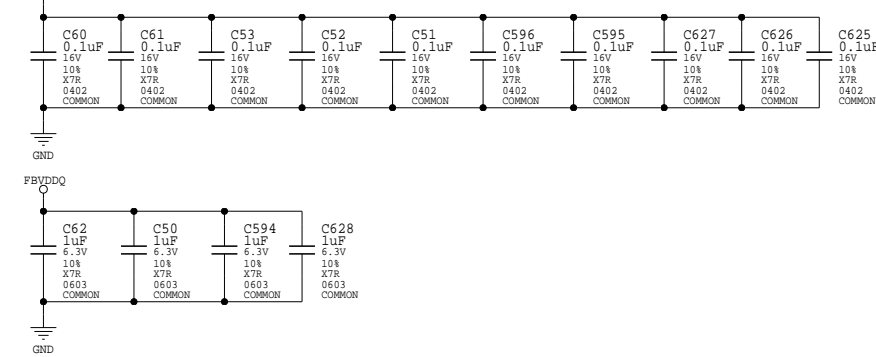 C60
0.1uF
16V
10%
X7R
0402
COMMON
C61
0.1uF
16V
10%
X7R
0402
COMMON
C53
0.1uF
16V
10%
X7R
0402
COMMON
C52
0.1uF
16V
10%
X7R
0402
COMMON
C51
0.1uF
16V
10%
X7R
0402
COMMON
C596
0.1uF
16V
10%
X7R
0402
COMMON
C595
0.1uF
16V
10%
X7R
0402
COMMON
C627
0.1uF
16V
10%
X7R
0402
COMMON
C626
0.1uF
16V
10%
X7R
0402
COMMON
C625
0.1uF
16V
10%
X7R
0402
COMMON
GND
FBVDDQ
C62
1uF
6.3V
10%
X7R
0603
COMMON
C50
1uF
6.3V
10%
X7R
0603
COMMON
C594
1uF
6.3V
10%
X7R
0603
COMMON
C628
1uF
6.3V
10%
X7R
0603
COMMON
GND